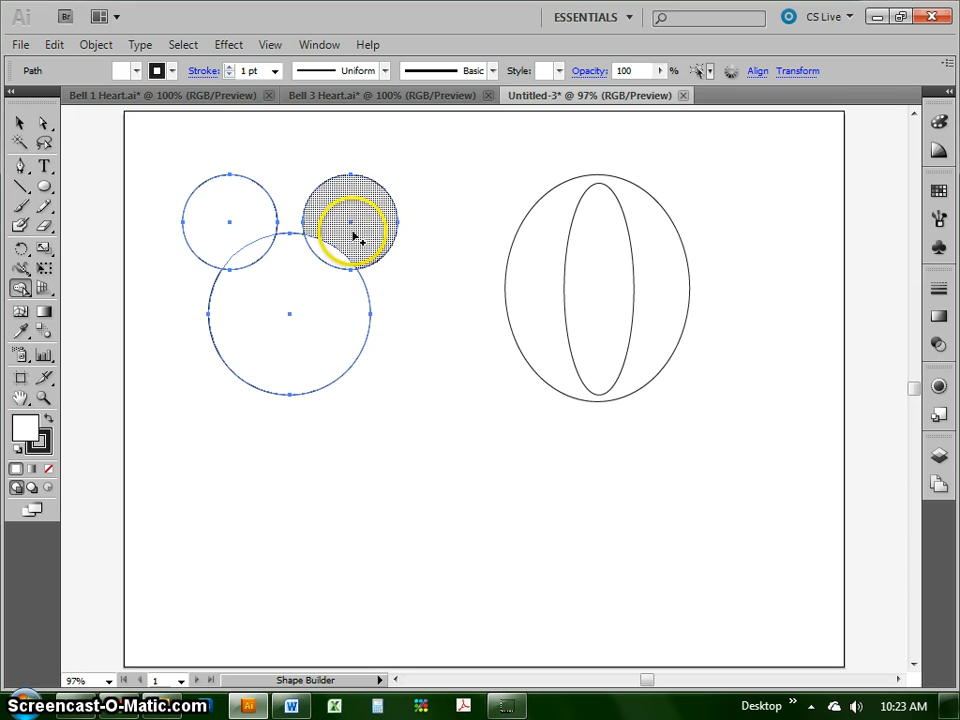 Ai Br ESSENTIALS CS Live
File Edit Object Type Select Effect View Window Help
Path Stroke: 1 pt Uniform Basic Style: Opacity: 100 % Align Transform
Bell 1 Heart.ai* @ 100% (RGB/Preview) Bell 3 Heart.ai* @ 100% (RGB/Preview) Untitled-3* @ 97% (RGB/Preview)
T
97% 1 Shape Builder
Screencast-O-Matic.com Ai W Desktop 10:23 AM